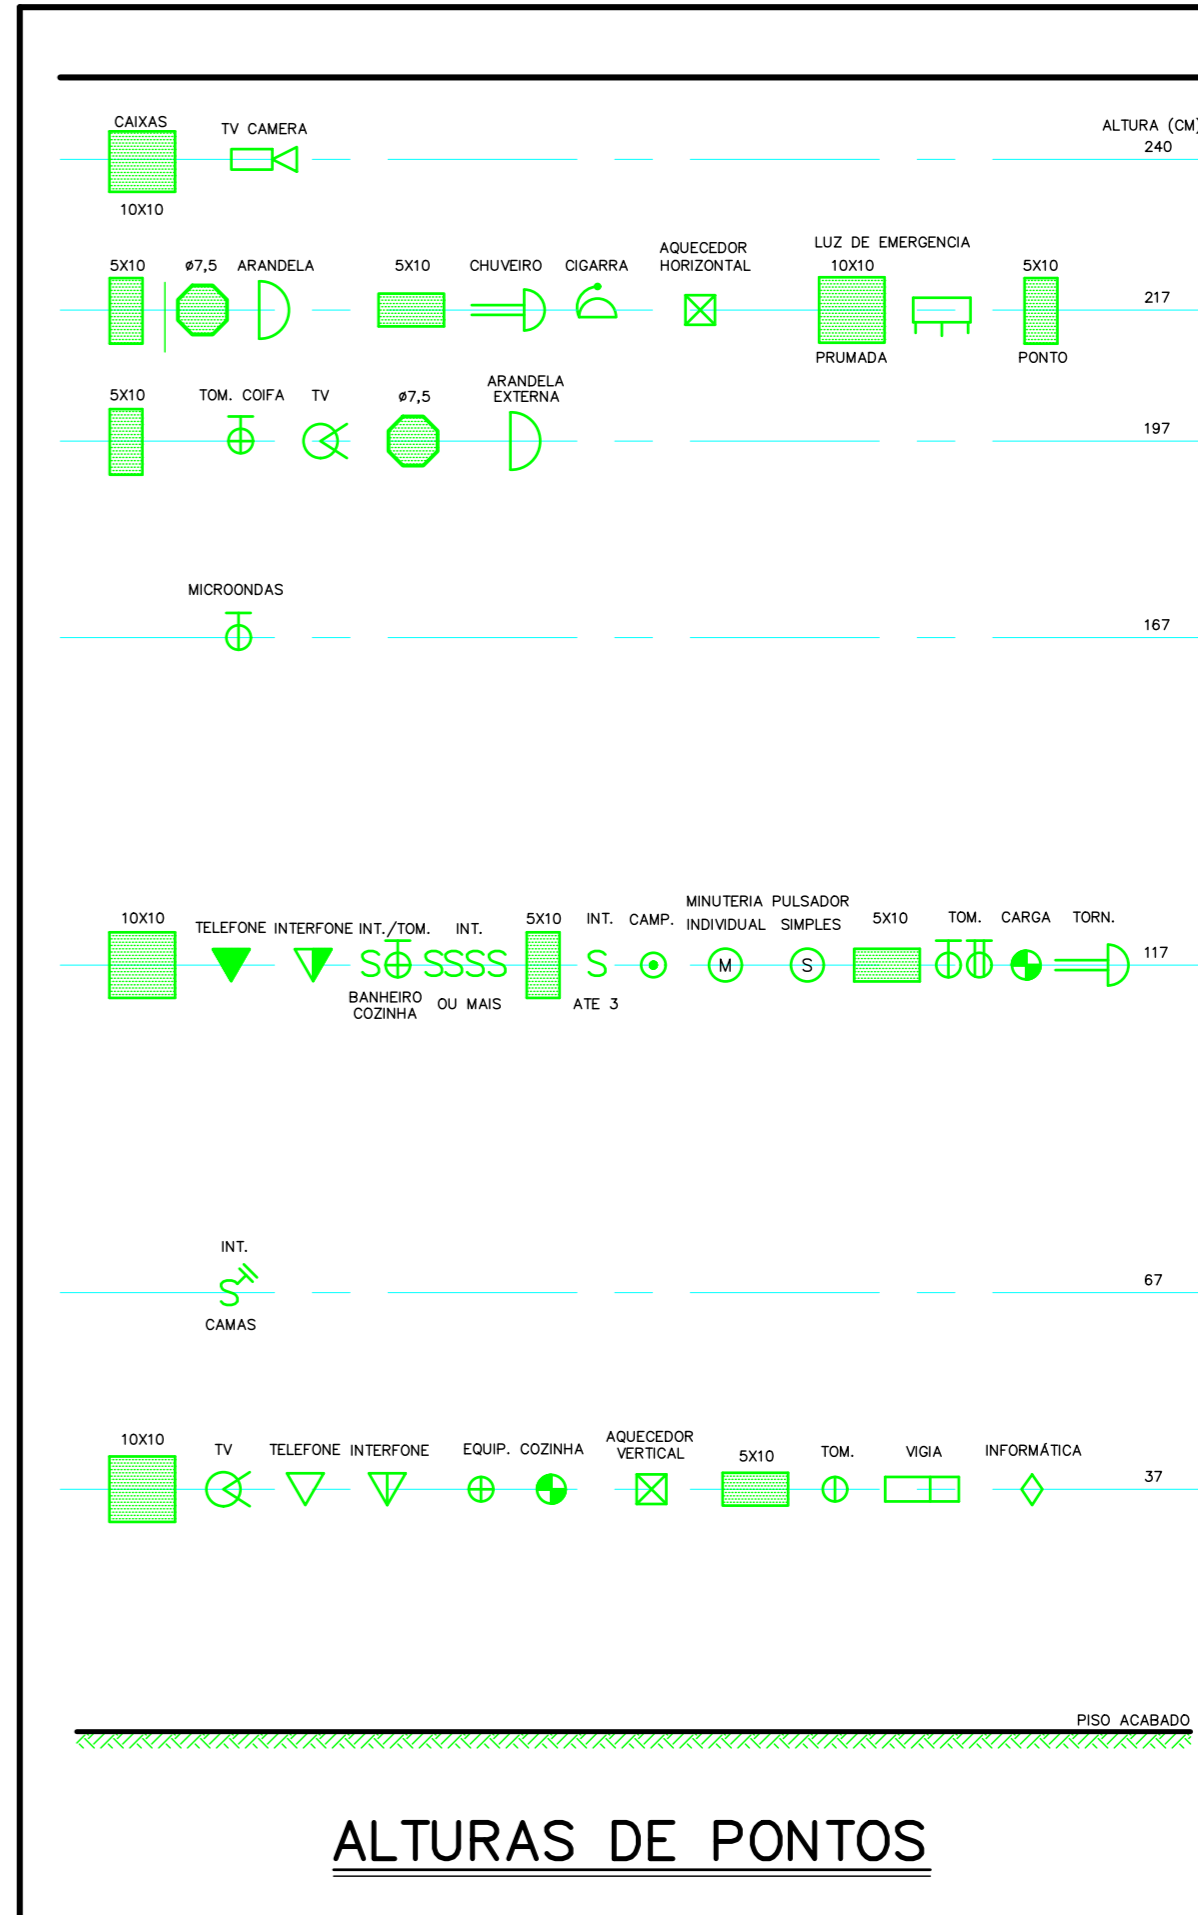 CAIXAS
TV CAMERA
ALTURA (CM)
240
10X10
LUZ DE EMERGENCIA
AQUECEDOR
HORIZONTAL
5X10
ø7,5
ARANDELA
5X10
CHUVEIRO
CIGARRA
10X10
5X10
217
PRUMADA
PONTO
5X10
TOM. COIFA
TV
ø7,5
ARANDELA
EXTERNA
197
MICROONDAS
167
10X10
TELEFONE
INTERFONE
INT./TOM.
INT.
5X10
INT.
CAMP.
MINUTERIA
INDIVIDUAL
PULSADOR
SIMPLES
5X10
TOM.
CARGA
TORN.
117
S
SSSS
S
M
S
BANHEIRO
COZINHA
OU MAIS
ATE 3
INT.
67
S
CAMAS
10X10
TV
TELEFONE
INTERFONE
EQUIP. COZINHA
AQUECEDOR
VERTICAL
5X10
TOM.
VIGIA
INFORMÁTICA
37
PISO ACABADO
ALTURAS DE PONTOS